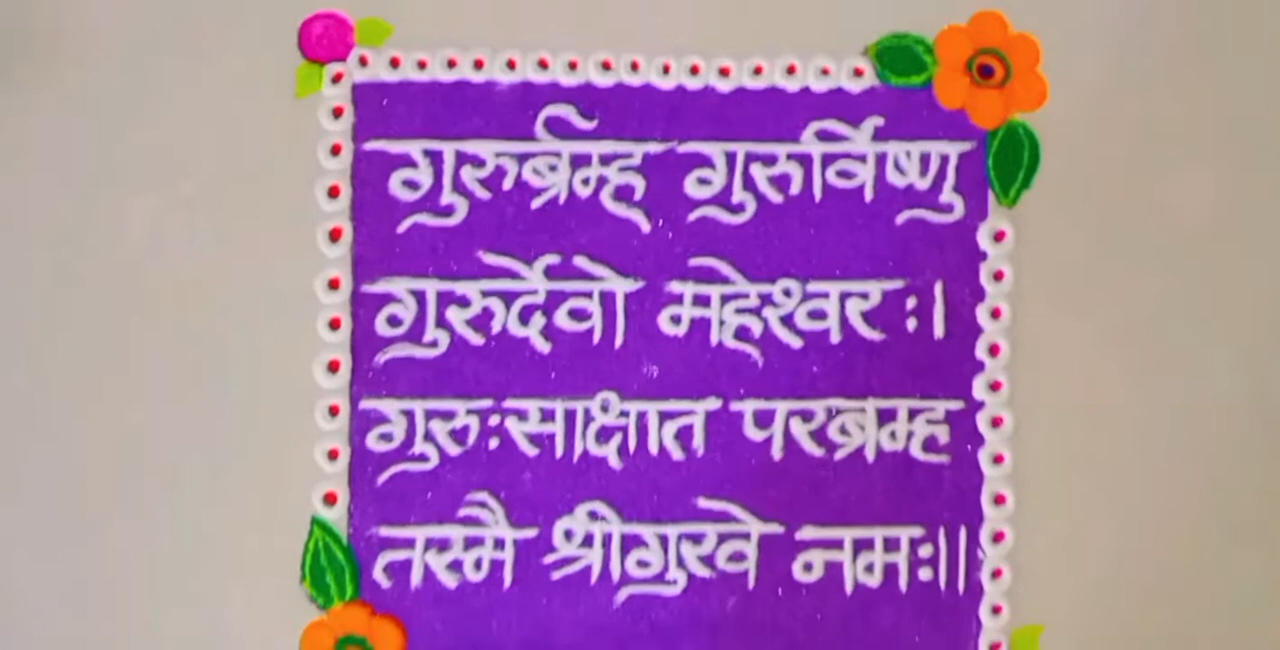 गुरुर्ब्रम्ह गुरुर्विष्णु
गुरुर्देवो महेश्वरः।
गुरुःसाक्षात परब्रम्ह
तस्मै श्रीगुरवे नमः॥